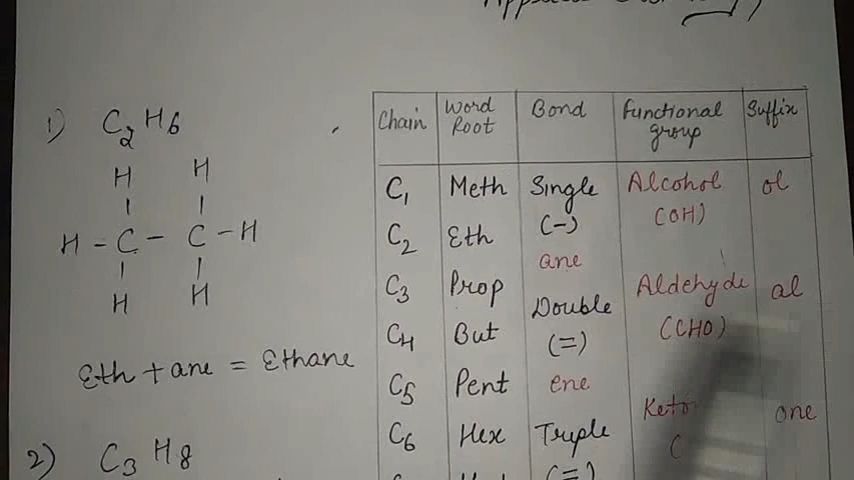 1) C2H6
H H
H - C - C - H
H H
Eth + ane = Ethane
2) C3H8
Chain Word Root Bond Functional group Suffix
C1 Meth Single Alcohol ol
(-) (OH)
C2 Eth
ane
C3 Prop Aldehyde al
Double
C4 But (=) (CHO)
C5 Pent ene
one
C6 Hex Triple (
(≡)